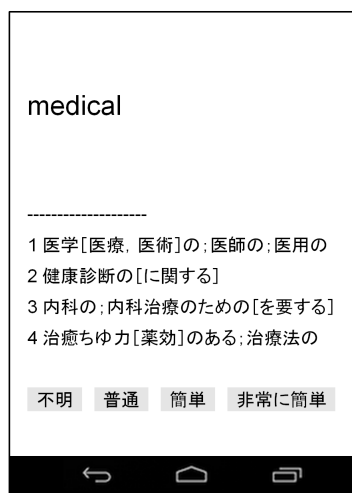 medical
--------------------
1 医学[医療, 医術]の;医師の;医用の
2 健康診断の[に関する]
3 内科の;内科治療のための[を要する]
4 治癒ちゆ力[薬効]のある;治療法の
不明 普通 簡単 非常に簡単